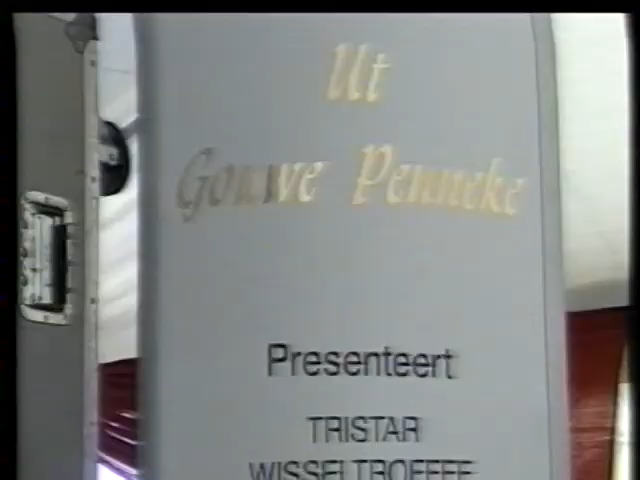 Ut
Gouwe Penneke
Presenteert
TRISTAR
WISSELTROFEE